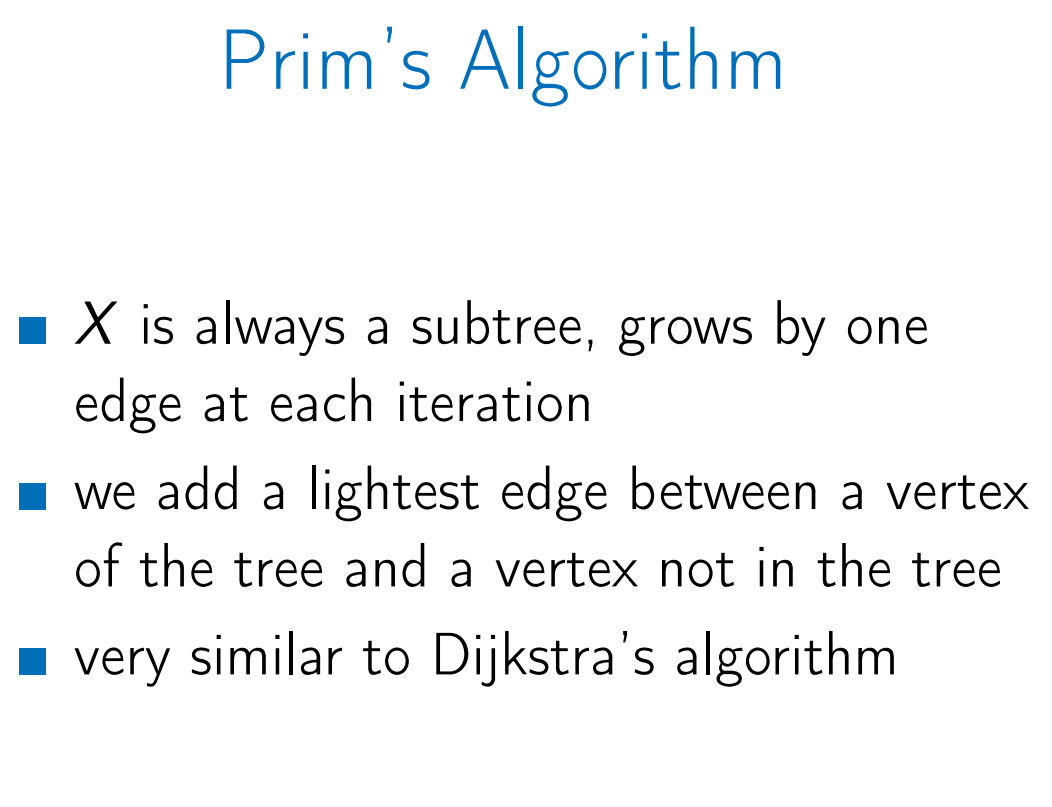 Prim's Algorithm
X is always a subtree, grows by one
edge at each iteration
we add a lightest edge between a vertex
of the tree and a vertex not in the tree
very similar to Dijkstra's algorithm